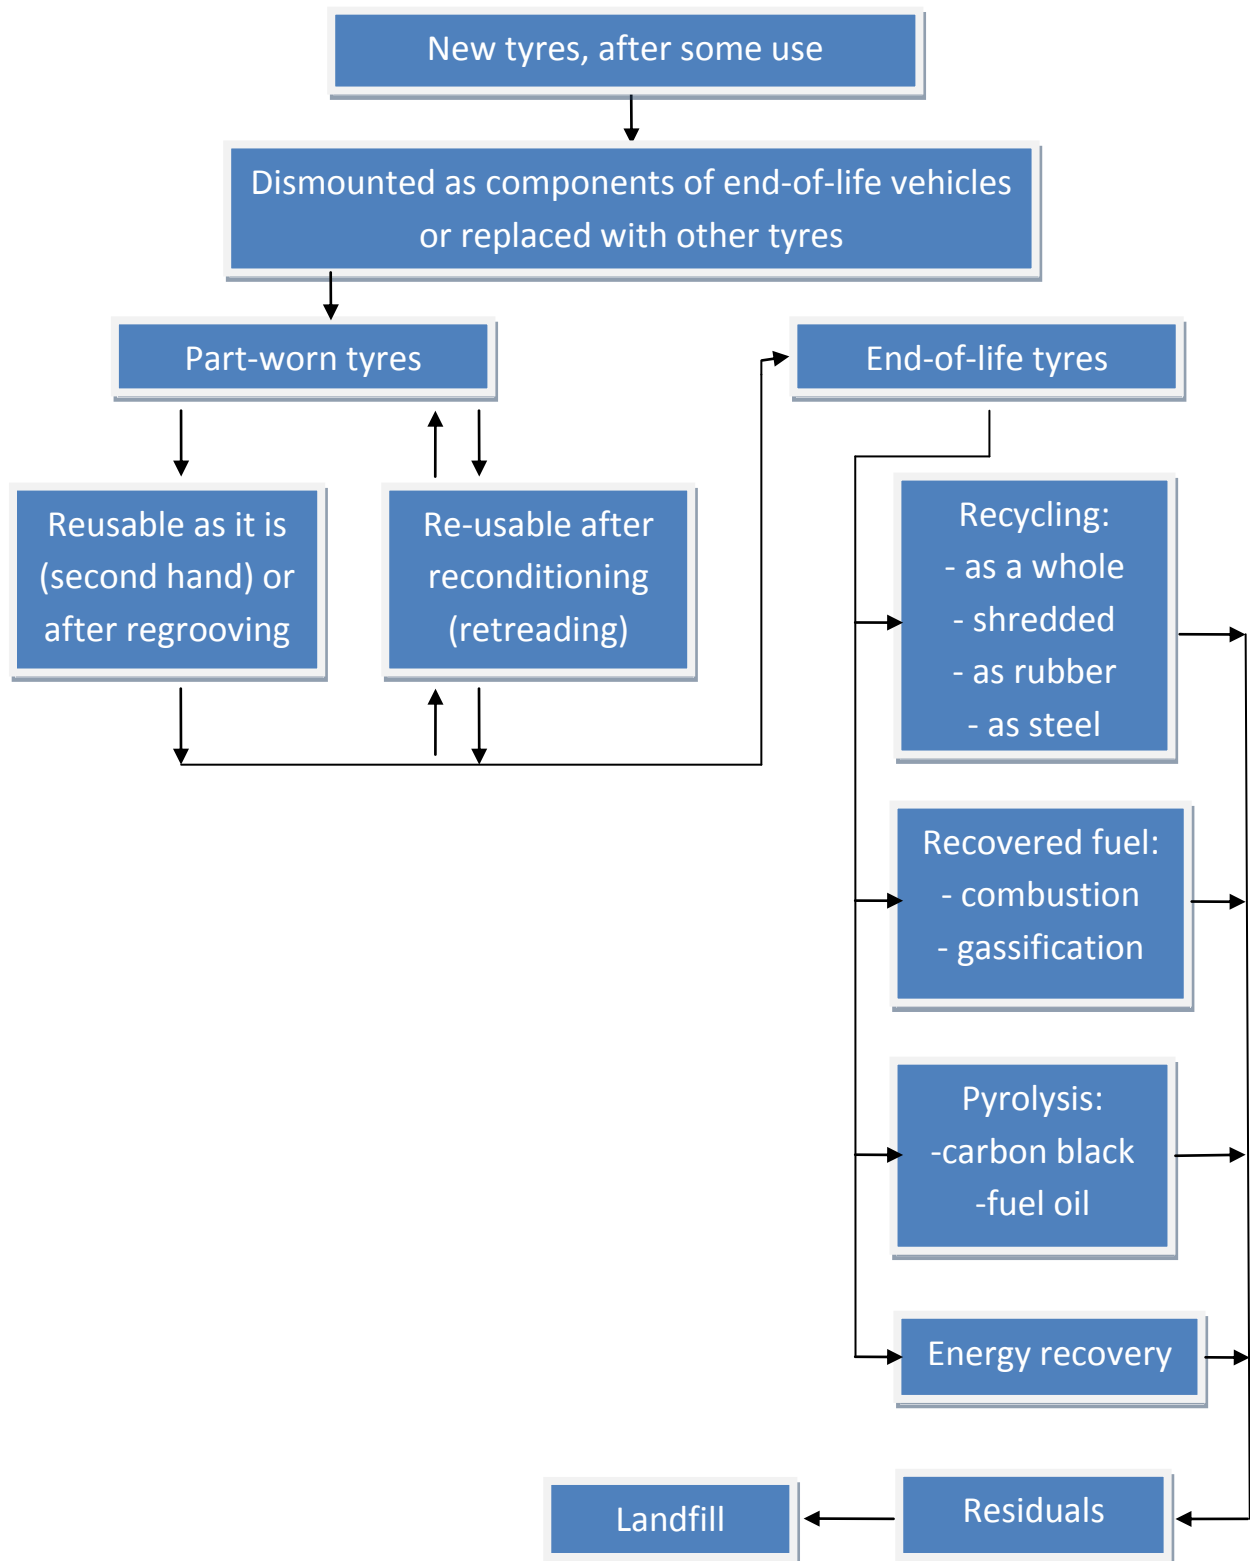 New tyres, after some use
Dismounted as components of end-of-life vehicles
or replaced with other tyres
Part-worn tyres
End-of-life tyres
Reusable as it is
(second hand) or
after regrooving
Re-usable after
reconditioning
(retreading)
Recycling:
- as a whole
- shredded
- as rubber
- as steel
Recovered fuel:
- combustion
- gassification
Pyrolysis:
-carbon black
-fuel oil
Energy recovery
Landfill
Residuals